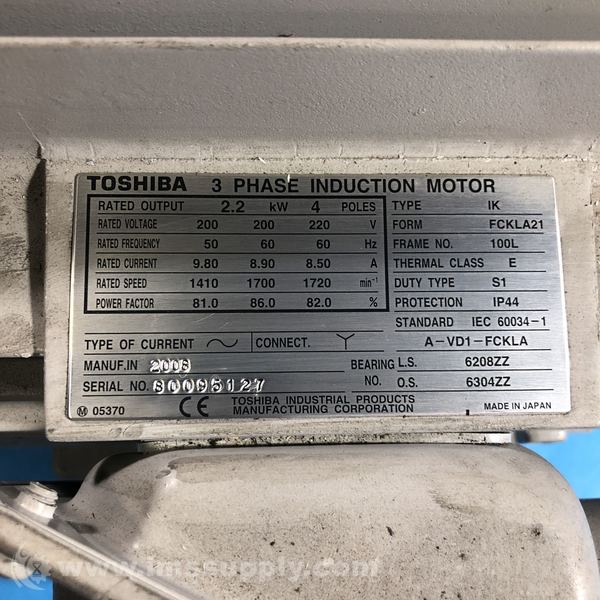 TOSHIBA 3 PHASE INDUCTION MOTOR
RATED OUTPUT 2.2 kW 4 POLES TYPE IK
RATED VOLTAGE 200 200 220 V FORM FCKLA21
RATED FREQUENCY 50 60 60 Hz FRAME NO. 100L
RATED CURRENT 9.80 8.90 8.50 A THERMAL CLASS E
RATED SPEED 1410 1700 1720 min⁻¹ DUTY TYPE S1
POWER FACTOR 81.0 86.0 82.0 % PROTECTION IP44
STANDARD IEC 60034-1
TYPE OF CURRENT CONNECT. A-VD1-FCKLA
MANUF.IN 2008 BEARING L.S. 6208ZZ
SERIAL NO. 80095127 NO. O.S. 6304ZZ
M 05370 CE TOSHIBA INDUSTRIAL PRODUCTS
MANUFACTURING CORPORATION MADE IN JAPAN
www.imssupply.com